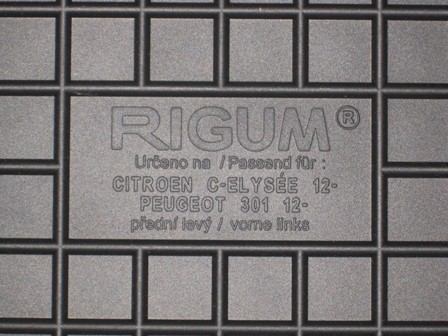 RIGUM®
Určeno na / Passend für :
CITROEN C-ELYSÉE 12-
PEUGEOT 301 12-
přední levý / vorne links